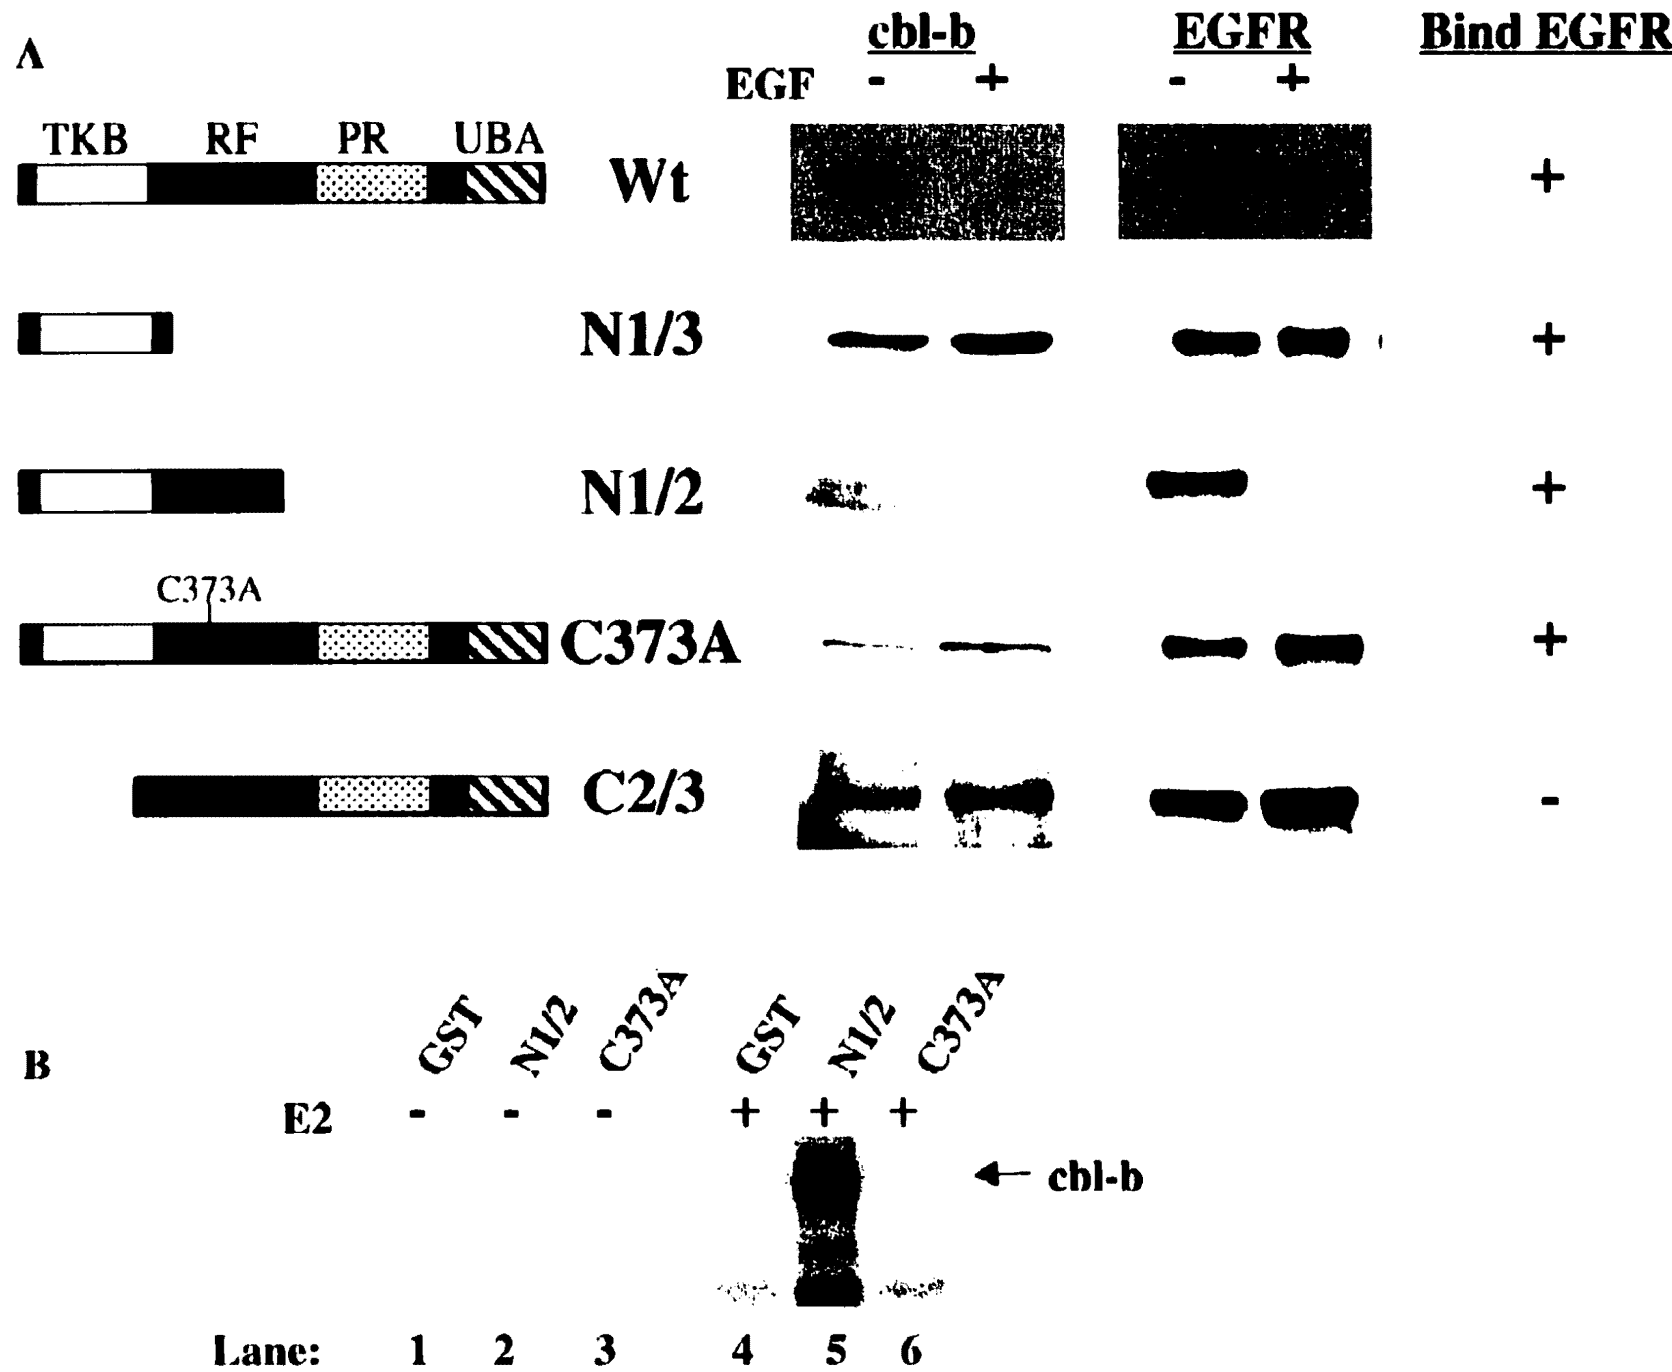 A
cbl-b EGFR Bind EGFR
EGF - + - +
TKB RF PR UBA
Wt +
N1/3 +
N1/2 +
C373A
C373A +
C2/3 -
B
GST N1/2 C373A GST N1/2 C373A
E2 - - - + + +
cbl-b
Lane: 1 2 3 4 5 6